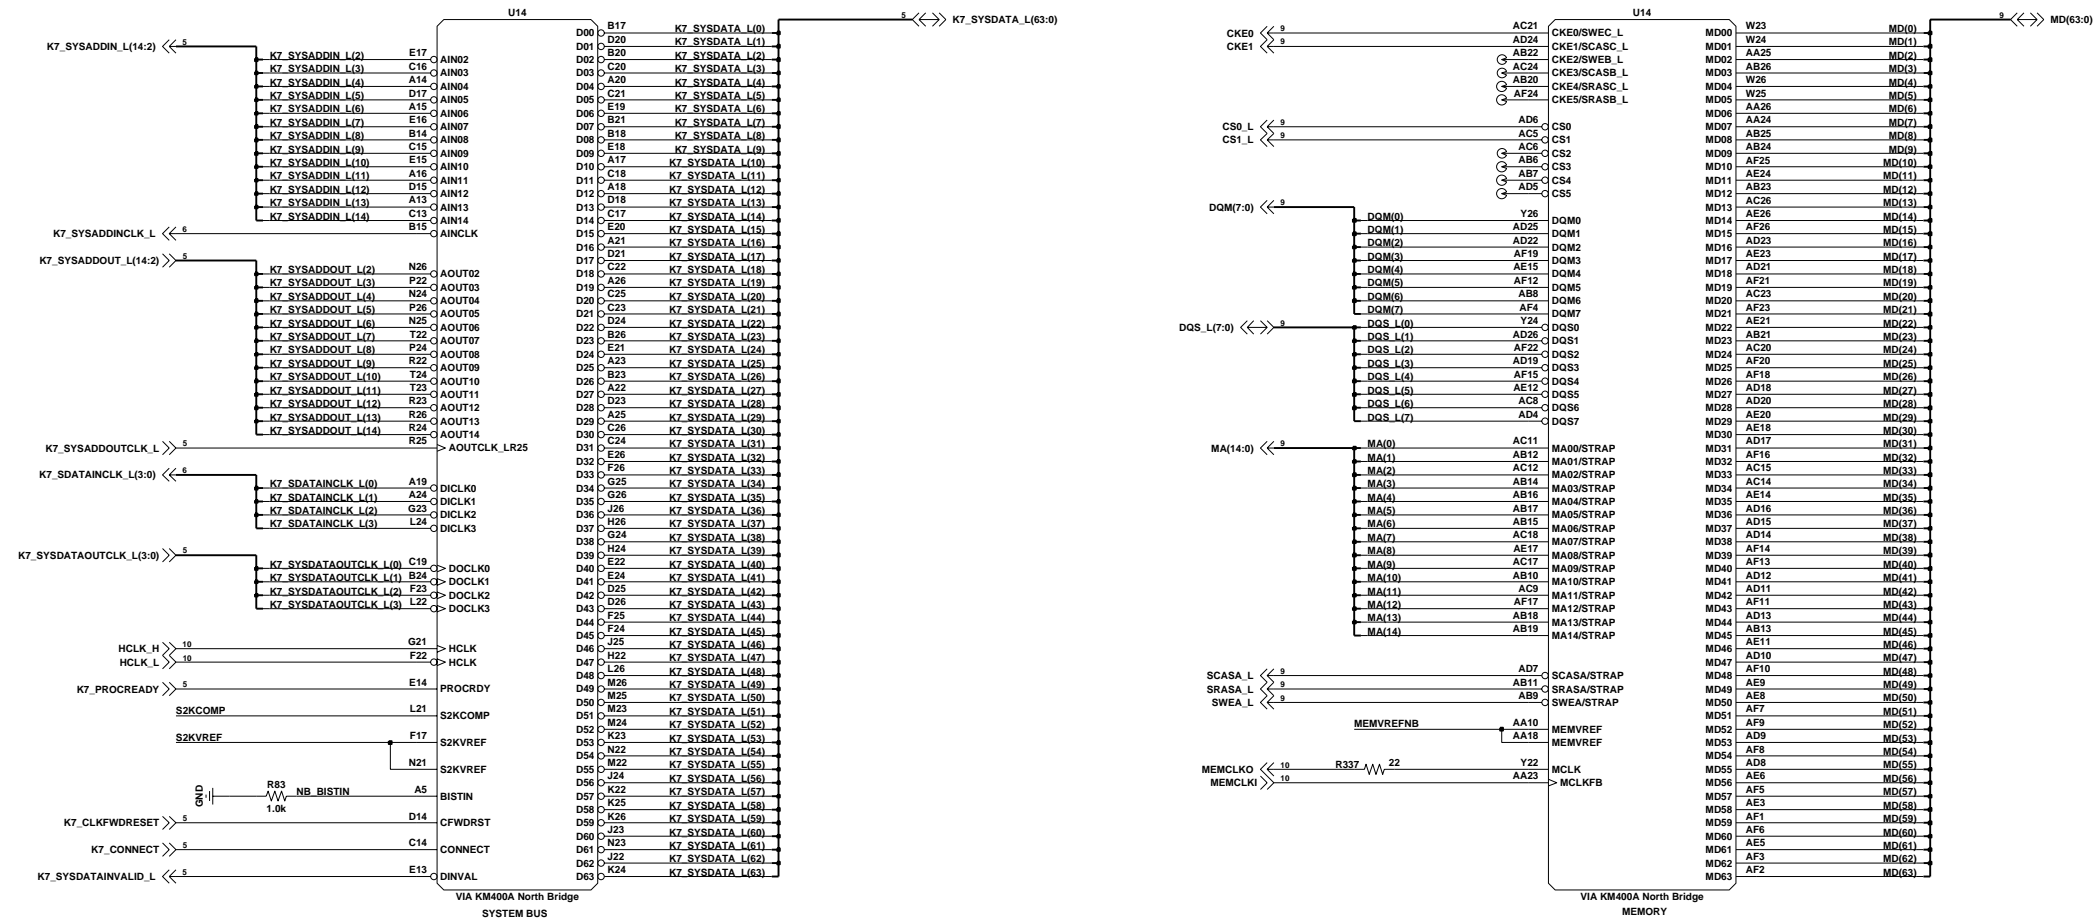 U14
K7_SYSADDIN_L(14:2) 5
K7_SYSADDIN_L(2) E17 AIN02
K7_SYSADDIN_L(3) C16 AIN03
K7_SYSADDIN_L(4) A14 AIN04
K7_SYSADDIN_L(5) D17 AIN05
K7_SYSADDIN_L(6) A15 AIN06
K7_SYSADDIN_L(7) E16 AIN07
K7_SYSADDIN_L(8) B14 AIN08
K7_SYSADDIN_L(9) C15 AIN09
K7_SYSADDIN_L(10) E15 AIN10
K7_SYSADDIN_L(11) A16 AIN11
K7_SYSADDIN_L(12) D15 AIN12
K7_SYSADDIN_L(13) A13 AIN13
K7_SYSADDIN_L(14) C13 AIN14
K7_SYSADDINCLK_L 6 B15 AINCLK
K7_SYSADDOUT_L(14:2) 5
K7_SYSADDOUT_L(2) N26 AOUT02
K7_SYSADDOUT_L(3) P22 AOUT03
K7_SYSADDOUT_L(4) N24 AOUT04
K7_SYSADDOUT_L(5) P26 AOUT05
K7_SYSADDOUT_L(6) N25 AOUT06
K7_SYSADDOUT_L(7) T22 AOUT07
K7_SYSADDOUT_L(8) P24 AOUT08
K7_SYSADDOUT_L(9) R22 AOUT09
K7_SYSADDOUT_L(10) T24 AOUT10
K7_SYSADDOUT_L(11) T23 AOUT11
K7_SYSADDOUT_L(12) R23 AOUT12
K7_SYSADDOUT_L(13) R26 AOUT13
K7_SYSADDOUT_L(14) R24 AOUT14
K7_SYSADDOUTCLK_L 5 R25 AOUTCLK_LR25
K7_SDATAINCLK_L(3:0) 6
K7_SDATAINCLK_L(0) A19 DICLK0
K7_SDATAINCLK_L(1) A24 DICLK1
K7_SDATAINCLK_L(2) G23 DICLK2
K7_SDATAINCLK_L(3) L24 DICLK3
K7_SYSDATAOUTCLK_L(3:0) 5
K7_SYSDATAOUTCLK_L(0) C19 DOCLK0
K7_SYSDATAOUTCLK_L(1) B24 DOCLK1
K7_SYSDATAOUTCLK_L(2) F23 DOCLK2
K7_SYSDATAOUTCLK_L(3) L22 DOCLK3
HCLK_H 10 G21 HCLK
HCLK_L 10 F22 HCLK
K7_PROCREADY 5 E14 PROCRDY
S2KCOMP L21 S2KCOMP
S2KVREF F17 S2KVREF
N21 S2KVREF
GND R83 1.0k NB_BISTIN A5 BISTIN
K7_CLKFWDRESET 5 D14 CFWDRST
K7_CONNECT 5 C14 CONNECT
K7_SYSDATAINVALID_L 5 E13 DINVAL
5 K7_SYSDATA_L(63:0)
D00 B17 K7_SYSDATA_L(0)
D01 D20 K7_SYSDATA_L(1)
D02 B20 K7_SYSDATA_L(2)
D03 C20 K7_SYSDATA_L(3)
D04 A20 K7_SYSDATA_L(4)
D05 C21 K7_SYSDATA_L(5)
D06 E19 K7_SYSDATA_L(6)
D07 B21 K7_SYSDATA_L(7)
D08 B18 K7_SYSDATA_L(8)
D09 E18 K7_SYSDATA_L(9)
D10 A17 K7_SYSDATA_L(10)
D11 C18 K7_SYSDATA_L(11)
D12 A18 K7_SYSDATA_L(12)
D13 D18 K7_SYSDATA_L(13)
D14 C17 K7_SYSDATA_L(14)
D15 E20 K7_SYSDATA_L(15)
D16 A21 K7_SYSDATA_L(16)
D17 D21 K7_SYSDATA_L(17)
D18 C22 K7_SYSDATA_L(18)
D19 A26 K7_SYSDATA_L(19)
D20 C25 K7_SYSDATA_L(20)
D21 C23 K7_SYSDATA_L(21)
D22 D24 K7_SYSDATA_L(22)
D23 B26 K7_SYSDATA_L(23)
D24 E21 K7_SYSDATA_L(24)
D25 A23 K7_SYSDATA_L(25)
D26 B23 K7_SYSDATA_L(26)
D27 A22 K7_SYSDATA_L(27)
D28 D23 K7_SYSDATA_L(28)
D29 A25 K7_SYSDATA_L(29)
D30 C26 K7_SYSDATA_L(30)
D31 C24 K7_SYSDATA_L(31)
D32 E26 K7_SYSDATA_L(32)
D33 F26 K7_SYSDATA_L(33)
D34 G25 K7_SYSDATA_L(34)
D35 G26 K7_SYSDATA_L(35)
D36 J26 K7_SYSDATA_L(36)
D37 H26 K7_SYSDATA_L(37)
D38 G24 K7_SYSDATA_L(38)
D39 H24 K7_SYSDATA_L(39)
D40 E22 K7_SYSDATA_L(40)
D41 E24 K7_SYSDATA_L(41)
D42 D25 K7_SYSDATA_L(42)
D43 D26 K7_SYSDATA_L(43)
D44 F25 K7_SYSDATA_L(44)
D45 F24 K7_SYSDATA_L(45)
D46 J25 K7_SYSDATA_L(46)
D47 H22 K7_SYSDATA_L(47)
D48 L26 K7_SYSDATA_L(48)
D49 M26 K7_SYSDATA_L(49)
D50 M25 K7_SYSDATA_L(50)
D51 M23 K7_SYSDATA_L(51)
D52 M24 K7_SYSDATA_L(52)
D53 K23 K7_SYSDATA_L(53)
D54 N22 K7_SYSDATA_L(54)
D55 M22 K7_SYSDATA_L(55)
D56 J24 K7_SYSDATA_L(56)
D57 K22 K7_SYSDATA_L(57)
D58 K25 K7_SYSDATA_L(58)
D59 K26 K7_SYSDATA_L(59)
D60 J23 K7_SYSDATA_L(60)
D61 N23 K7_SYSDATA_L(61)
D62 J22 K7_SYSDATA_L(62)
D63 K24 K7_SYSDATA_L(63)
VIA KM400A North Bridge
SYSTEM BUS
U14
CKE0 9 AC21 CKE0/SWEC_L
CKE1 9 AD24 CKE1/SCASC_L
AB22 CKE2/SWEB_L
AC24 CKE3/SCASB_L
AB20 CKE4/SRASC_L
AF24 CKE5/SRASB_L
CS0_L 9 AD6 CS0
CS1_L 9 AC5 CS1
AC6 CS2
AB6 CS3
AB7 CS4
AD5 CS5
DQM(7:0) 9
DQM(0) Y26 DQM0
DQM(1) AD25 DQM1
DQM(2) AD22 DQM2
DQM(3) AF19 DQM3
DQM(4) AE15 DQM4
DQM(5) AF12 DQM5
DQM(6) AB8 DQM6
DQM(7) AF4 DQM7
DQS_L(7:0) 9
DQS_L(0) Y24 DQS0
DQS_L(1) AD26 DQS1
DQS_L(2) AF22 DQS2
DQS_L(3) AD19 DQS3
DQS_L(4) AF15 DQS4
DQS_L(5) AE12 DQS5
DQS_L(6) AC8 DQS6
DQS_L(7) AD4 DQS7
MA(14:0) 9
MA(0) AC11 MA00/STRAP
MA(1) AB12 MA01/STRAP
MA(2) AC12 MA02/STRAP
MA(3) AB14 MA03/STRAP
MA(4) AB16 MA04/STRAP
MA(5) AB17 MA05/STRAP
MA(6) AB15 MA06/STRAP
MA(7) AC18 MA07/STRAP
MA(8) AE17 MA08/STRAP
MA(9) AC17 MA09/STRAP
MA(10) AB10 MA10/STRAP
MA(11) AC9 MA11/STRAP
MA(12) AF17 MA12/STRAP
MA(13) AB18 MA13/STRAP
MA(14) AB19 MA14/STRAP
SCASA_L 9 AD7 SCASA/STRAP
SRASA_L 9 AB11 SRASA/STRAP
SWEA_L 9 AB9 SWEA/STRAP
MEMVREFNB AA10 MEMVREF
AA18 MEMVREF
MEMCLKO 10 R337 22 Y22 MCLK
MEMCLKI 10 AA23 MCLKFB
9 MD(63:0)
MD00 W23 MD(0)
MD01 W24 MD(1)
MD02 AA25 MD(2)
MD03 AB26 MD(3)
MD04 W26 MD(4)
MD05 W25 MD(5)
MD06 AA26 MD(6)
MD07 AA24 MD(7)
MD08 AB25 MD(8)
MD09 AB24 MD(9)
MD10 AF25 MD(10)
MD11 AE24 MD(11)
MD12 AB23 MD(12)
MD13 AC26 MD(13)
MD14 AE26 MD(14)
MD15 AF26 MD(15)
MD16 AD23 MD(16)
MD17 AE23 MD(17)
MD18 AD21 MD(18)
MD19 AF21 MD(19)
MD20 AC23 MD(20)
MD21 AF23 MD(21)
MD22 AE21 MD(22)
MD23 AB21 MD(23)
MD24 AC20 MD(24)
MD25 AF20 MD(25)
MD26 AF18 MD(26)
MD27 AD18 MD(27)
MD28 AD20 MD(28)
MD29 AE20 MD(29)
MD30 AE18 MD(30)
MD31 AD17 MD(31)
MD32 AF16 MD(32)
MD33 AC15 MD(33)
MD34 AC14 MD(34)
MD35 AE14 MD(35)
MD36 AD16 MD(36)
MD37 AD15 MD(37)
MD38 AD14 MD(38)
MD39 AF14 MD(39)
MD40 AF13 MD(40)
MD41 AD12 MD(41)
MD42 AD11 MD(42)
MD43 AF11 MD(43)
MD44 AD13 MD(44)
MD45 AB13 MD(45)
MD46 AE11 MD(46)
MD47 AD10 MD(47)
MD48 AF10 MD(48)
MD49 AE9 MD(49)
MD50 AE8 MD(50)
MD51 AF7 MD(51)
MD52 AF9 MD(52)
MD53 AD9 MD(53)
MD54 AF8 MD(54)
MD55 AD8 MD(55)
MD56 AE6 MD(56)
MD57 AF5 MD(57)
MD58 AE3 MD(58)
MD59 AF1 MD(59)
MD60 AF6 MD(60)
MD61 AE5 MD(61)
MD62 AF3 MD(62)
MD63 AF2 MD(63)
VIA KM400A North Bridge
MEMORY